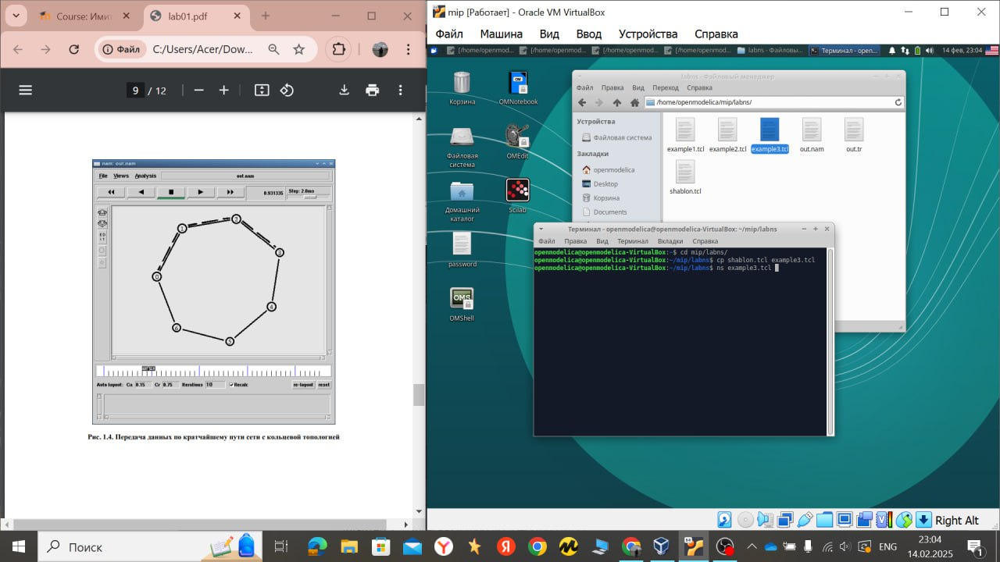 Course: Ими
lab01.pdf
Файл
C:/Users/Acer/Dow...
9 / 12
nam: out.nam
File Views Analysis
out.nam
0.931335
Step: 2.0ms
0
1
2
3
4
5
6
Auto layout: Ca 0.15 Cr 0.75 Iterations 10 Recalc re-layout reset
Рис. 1.4. Передача данных по кратчайшему пути сети с кольцевой топологией
mip [Работает] - Oracle VM VirtualBox
Файл Машина Вид Ввод Устройства Справка
[/home/openmod...
[/home/openmod...
[/home/openmod...
[/home/openmod...
labns - Файловы...
Терминал - open...
14 фев, 23:04
Корзина
OMNotebook
Файловая система
OMEdit
Домашний каталог
Scilab
password
OMShell
OMS
labns - Файловый менеджер
Файл Правка Вид Переход Справка
/home/openmodelica/mip/labns/
Устройства
Файловая система
Закладки
openmodelica
Desktop
Корзина
Documents
example1.tcl
example2.tcl
example3.tcl
out.nam
out.tr
shablon.tcl
Терминал - openmodelica@openmodelica-VirtualBox: ~/mip/labns
Файл Правка Вид Терминал Вкладки Справка
openmodelica@openmodelica-VirtualBox:~$ cd mip/labns/
openmodelica@openmodelica-VirtualBox:~/mip/labns$ cp shablon.tcl example3.tcl
openmodelica@openmodelica-VirtualBox:~/mip/labns$ ns example3.tcl
Right Alt
Поиск
ENG
23:04
14.02.2025
1